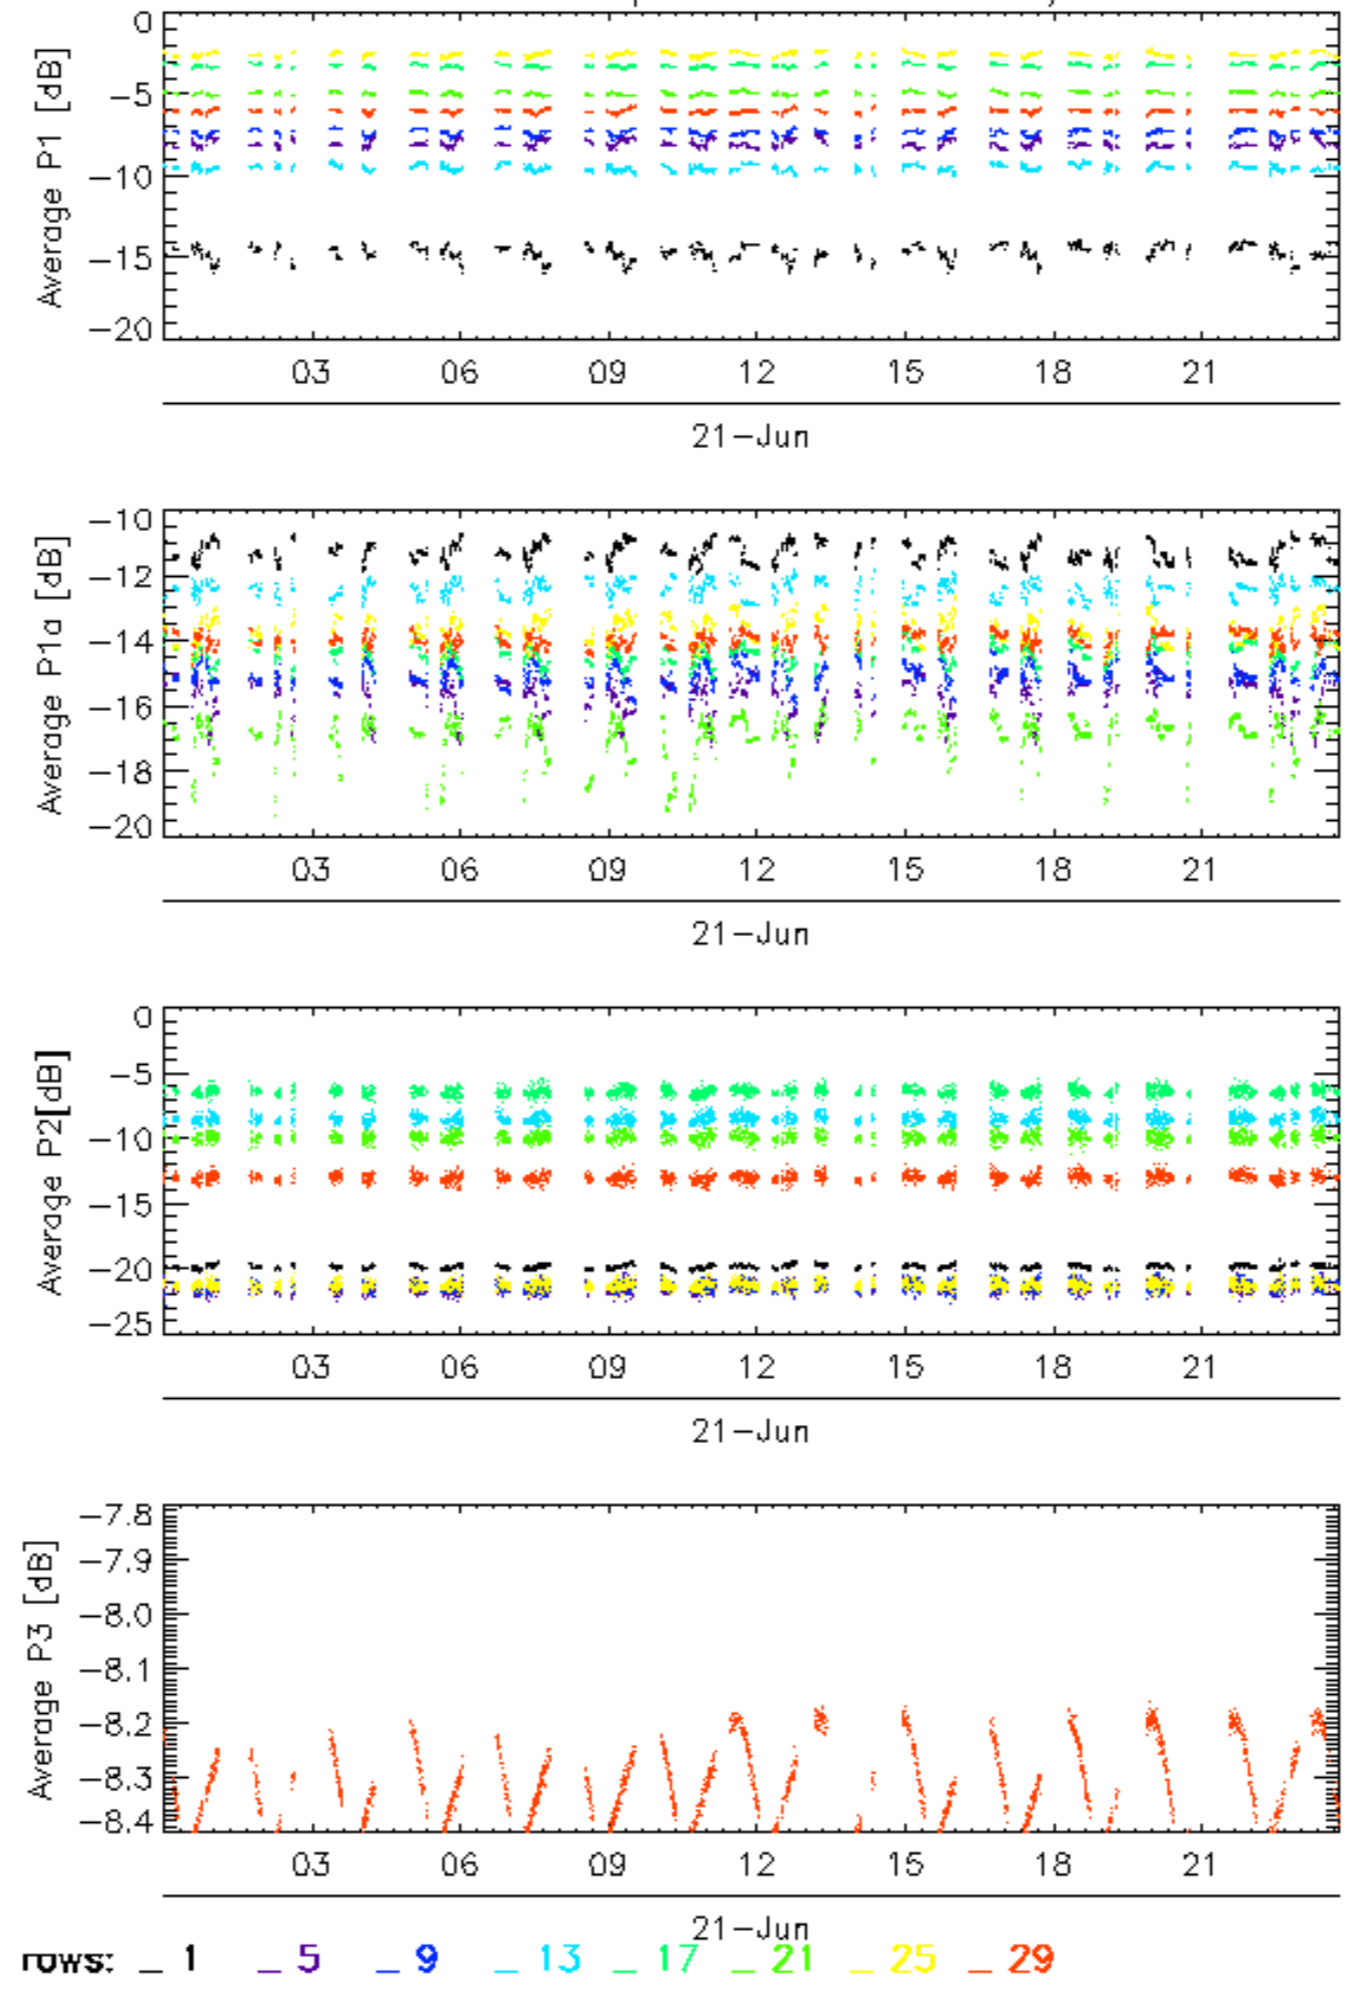 Average P1 [dB]
0
−5
−10
−15
−20
03 06 09 12 15 18 21
21−Jun
Average P1a [dB]
−10
−12
−14
−16
−18
−20
03 06 09 12 15 18 21
21−Jun
Average P2[dB]
0
−5
−10
−15
−20
−25
03 06 09 12 15 18 21
21−Jun
Average P3 [dB]
−7.8
−7.9
−8.0
−8.1
−8.2
−8.3
−8.4
03 06 09 12 15 18 21
21−Jun
rows: _ 1 _ 5 _ 9 _ 13 _ 17 _ 21 _ 25 _ 29